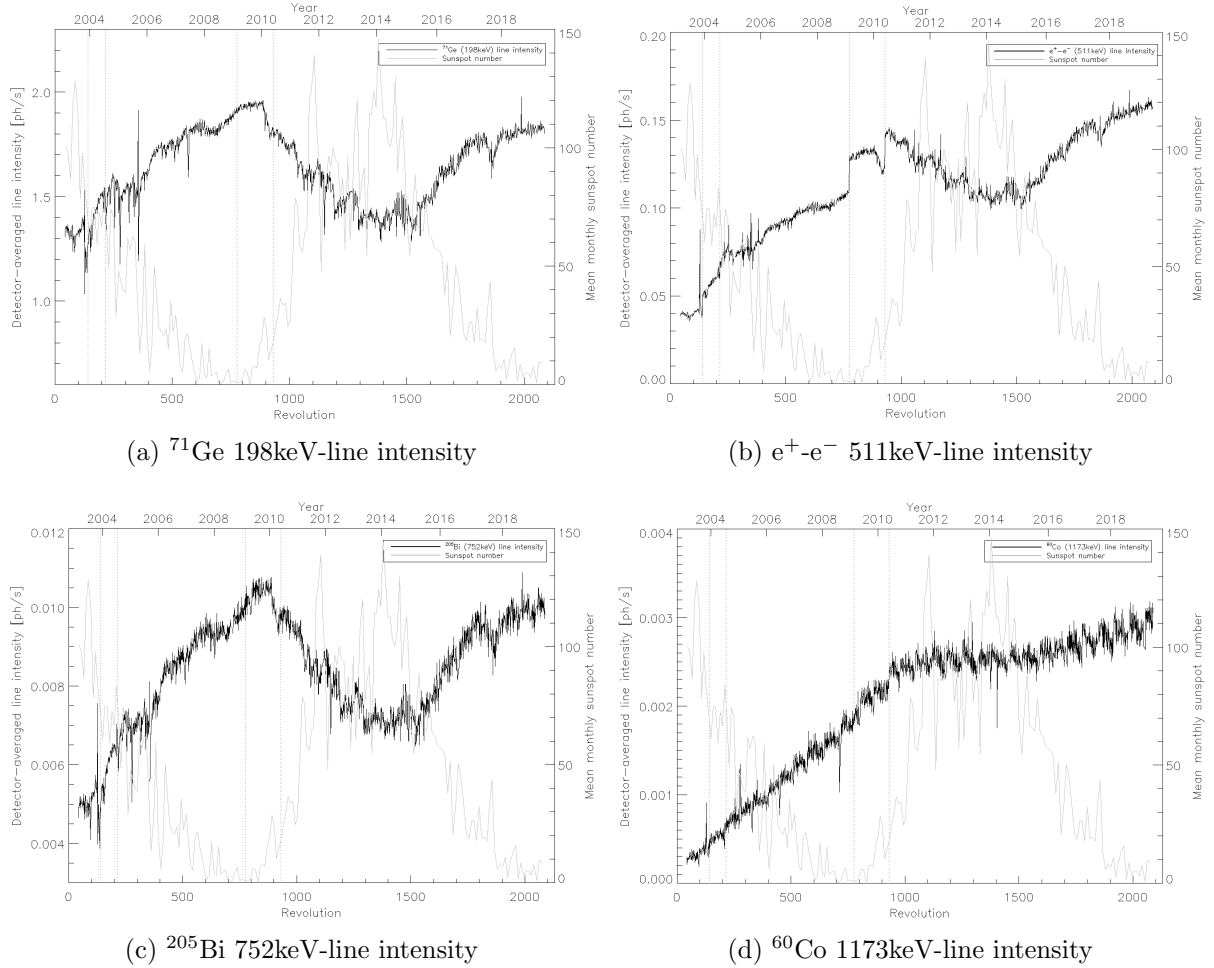 Year
2004 2006 2008 2010 2012 2014 2016 2018
⁷¹Ge (198keV) line intensity
Sunspot number
Detector-averaged line intensity [ph/s]
2.0
1.5
1.0
Mean monthly sunspot number
150
100
50
0
0 500 1000 1500 2000
Revolution
(a) ⁷¹Ge 198keV-line intensity
Year
2004 2006 2008 2010 2012 2014 2016 2018
e⁺-e⁻ (511keV) line intensity
Sunspot number
Detector-averaged line intensity [ph/s]
0.20
0.15
0.10
0.05
0.00
Mean monthly sunspot number
150
100
50
0
0 500 1000 1500 2000
Revolution
(b) e⁺-e⁻ 511keV-line intensity
Year
2004 2006 2008 2010 2012 2014 2016 2018
²⁰⁵Bi (752keV) line intensity
Sunspot number
Detector-averaged line intensity [ph/s]
0.012
0.010
0.008
0.006
0.004
Mean monthly sunspot number
150
100
50
0
0 500 1000 1500 2000
Revolution
(c) ²⁰⁵Bi 752keV-line intensity
Year
2004 2006 2008 2010 2012 2014 2016 2018
⁶⁰Co (1173keV) line intensity
Sunspot number
Detector-averaged line intensity [ph/s]
0.004
0.003
0.002
0.001
0.000
Mean monthly sunspot number
150
100
50
0
0 500 1000 1500 2000
Revolution
(d) ⁶⁰Co 1173keV-line intensity